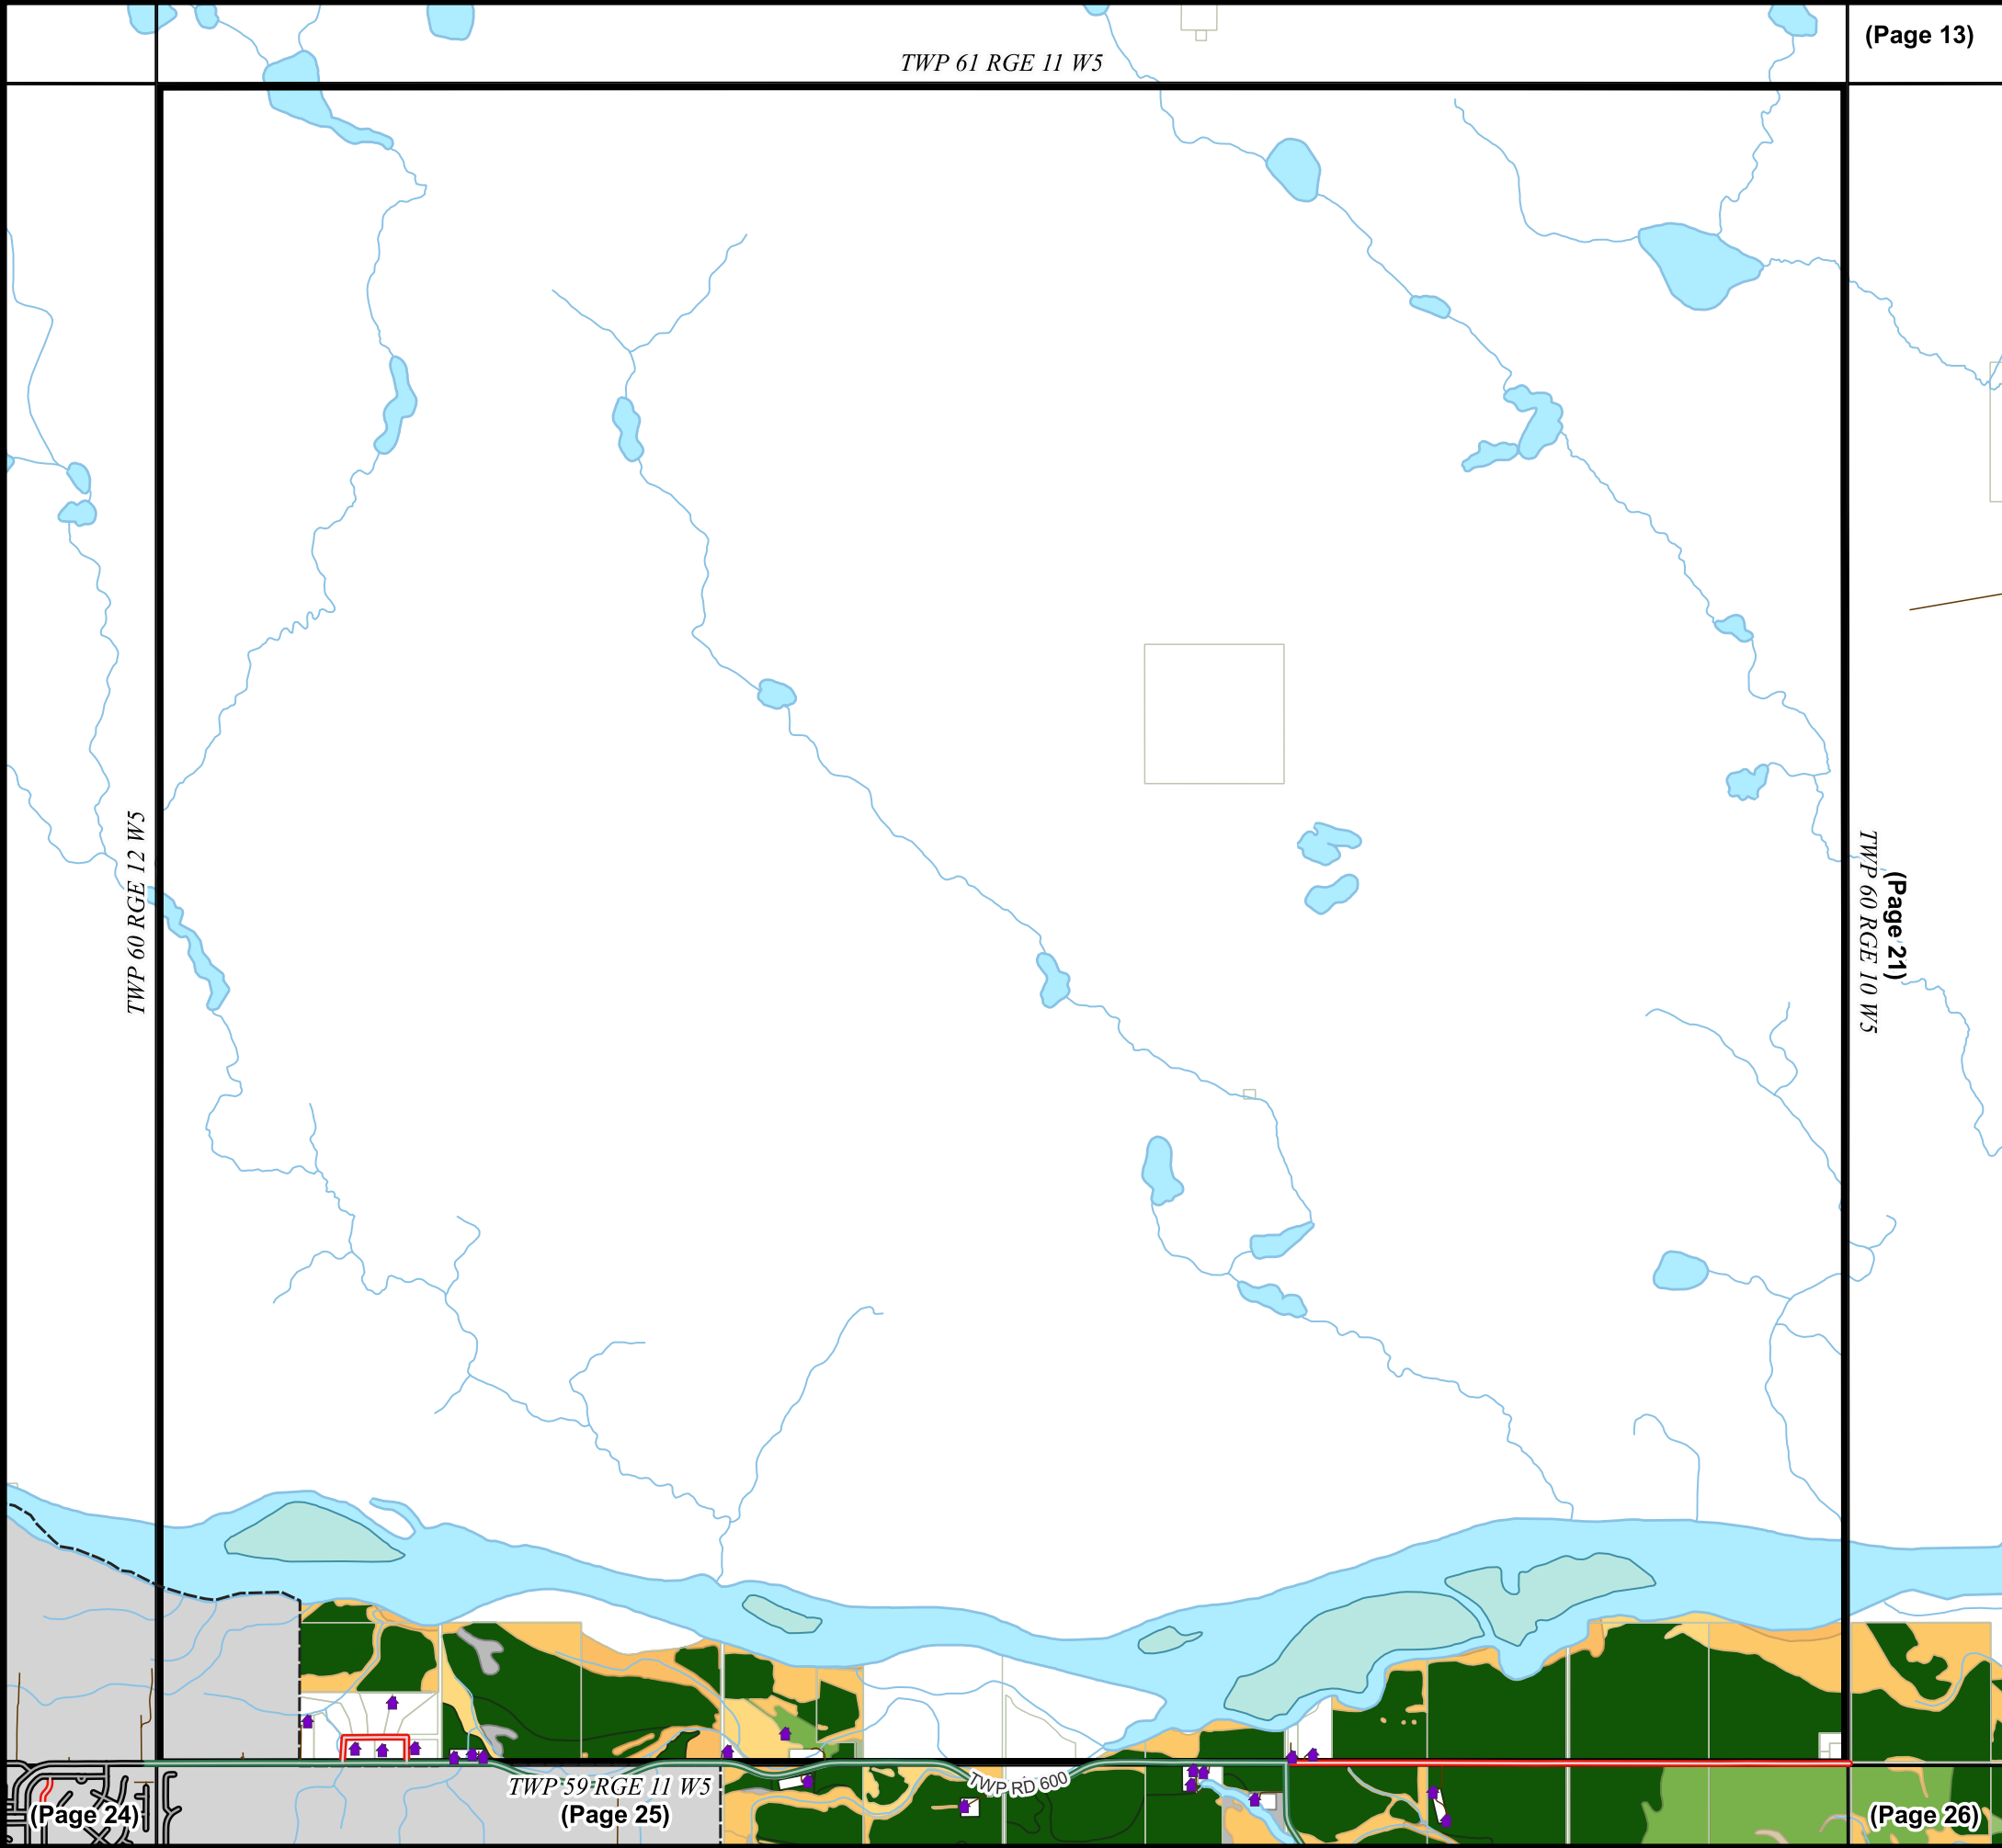 (Page 13)
TWP 61 RGE 11 W5
TWP 60 RGE 12 W5
TWP 60 RGE 10 W5
(Page 21)
TWP RD 600
TWP 59 RGE 11 W5
(Page 24)
(Page 25)
(Page 26)